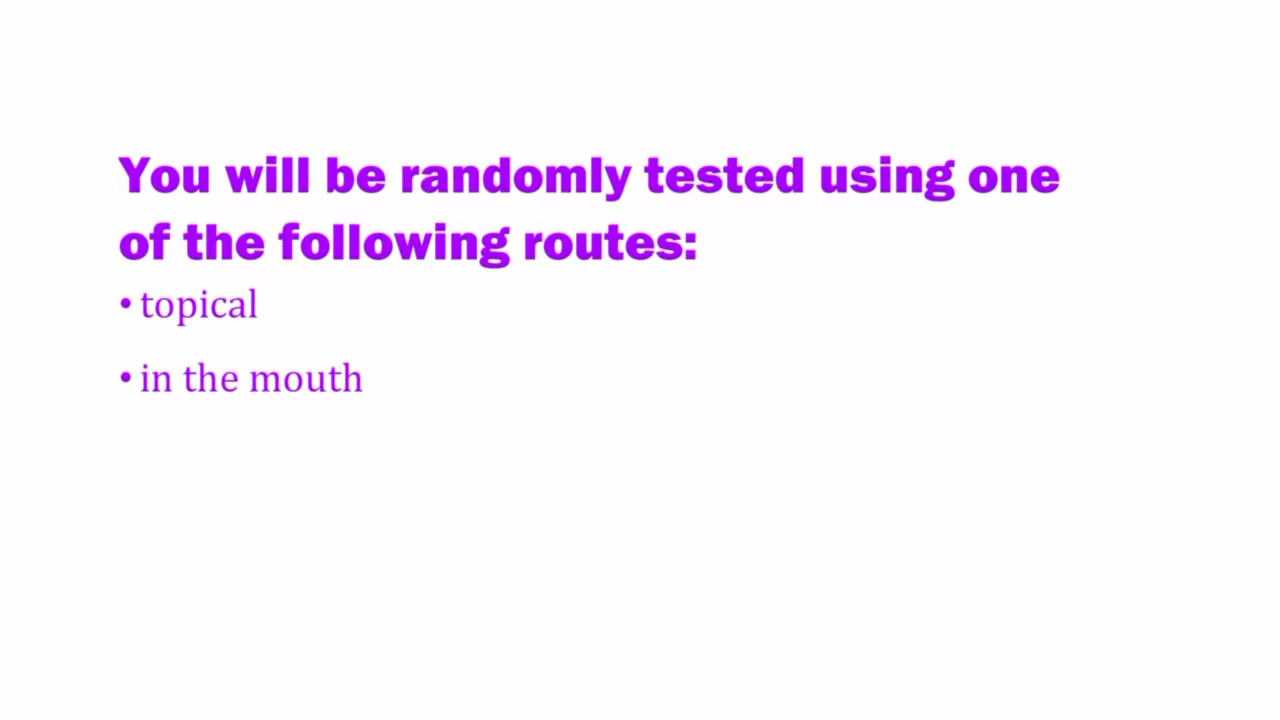 You will be randomly tested using one
of the following routes:
• topical
• in the mouth